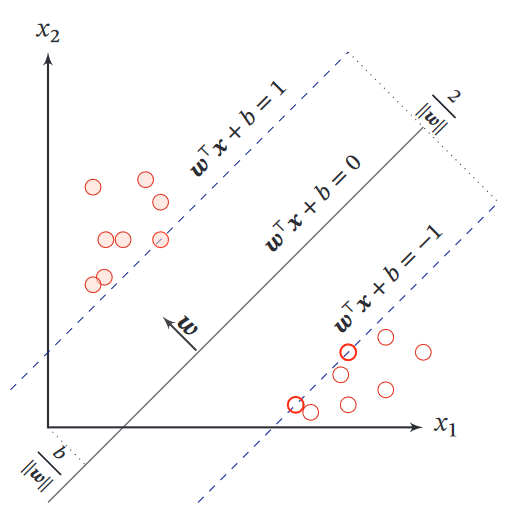 x₂
wᵀx + b = 1
2
‖w‖
wᵀx + b = 0
wᵀx + b = −1
w
x₁
b
‖w‖